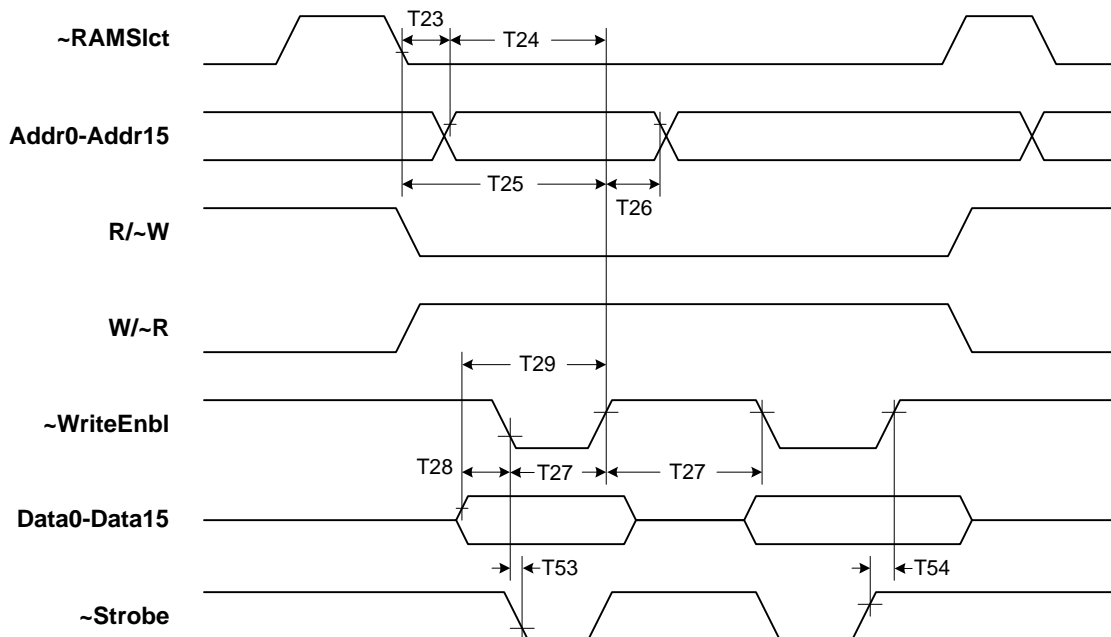 T23
~RAMSlct
T24
Addr0-Addr15
T25
T26
R/~W
W/~R
T29
~WriteEnbl
T28
T27
T27
Data0-Data15
T53
T54
~Strobe